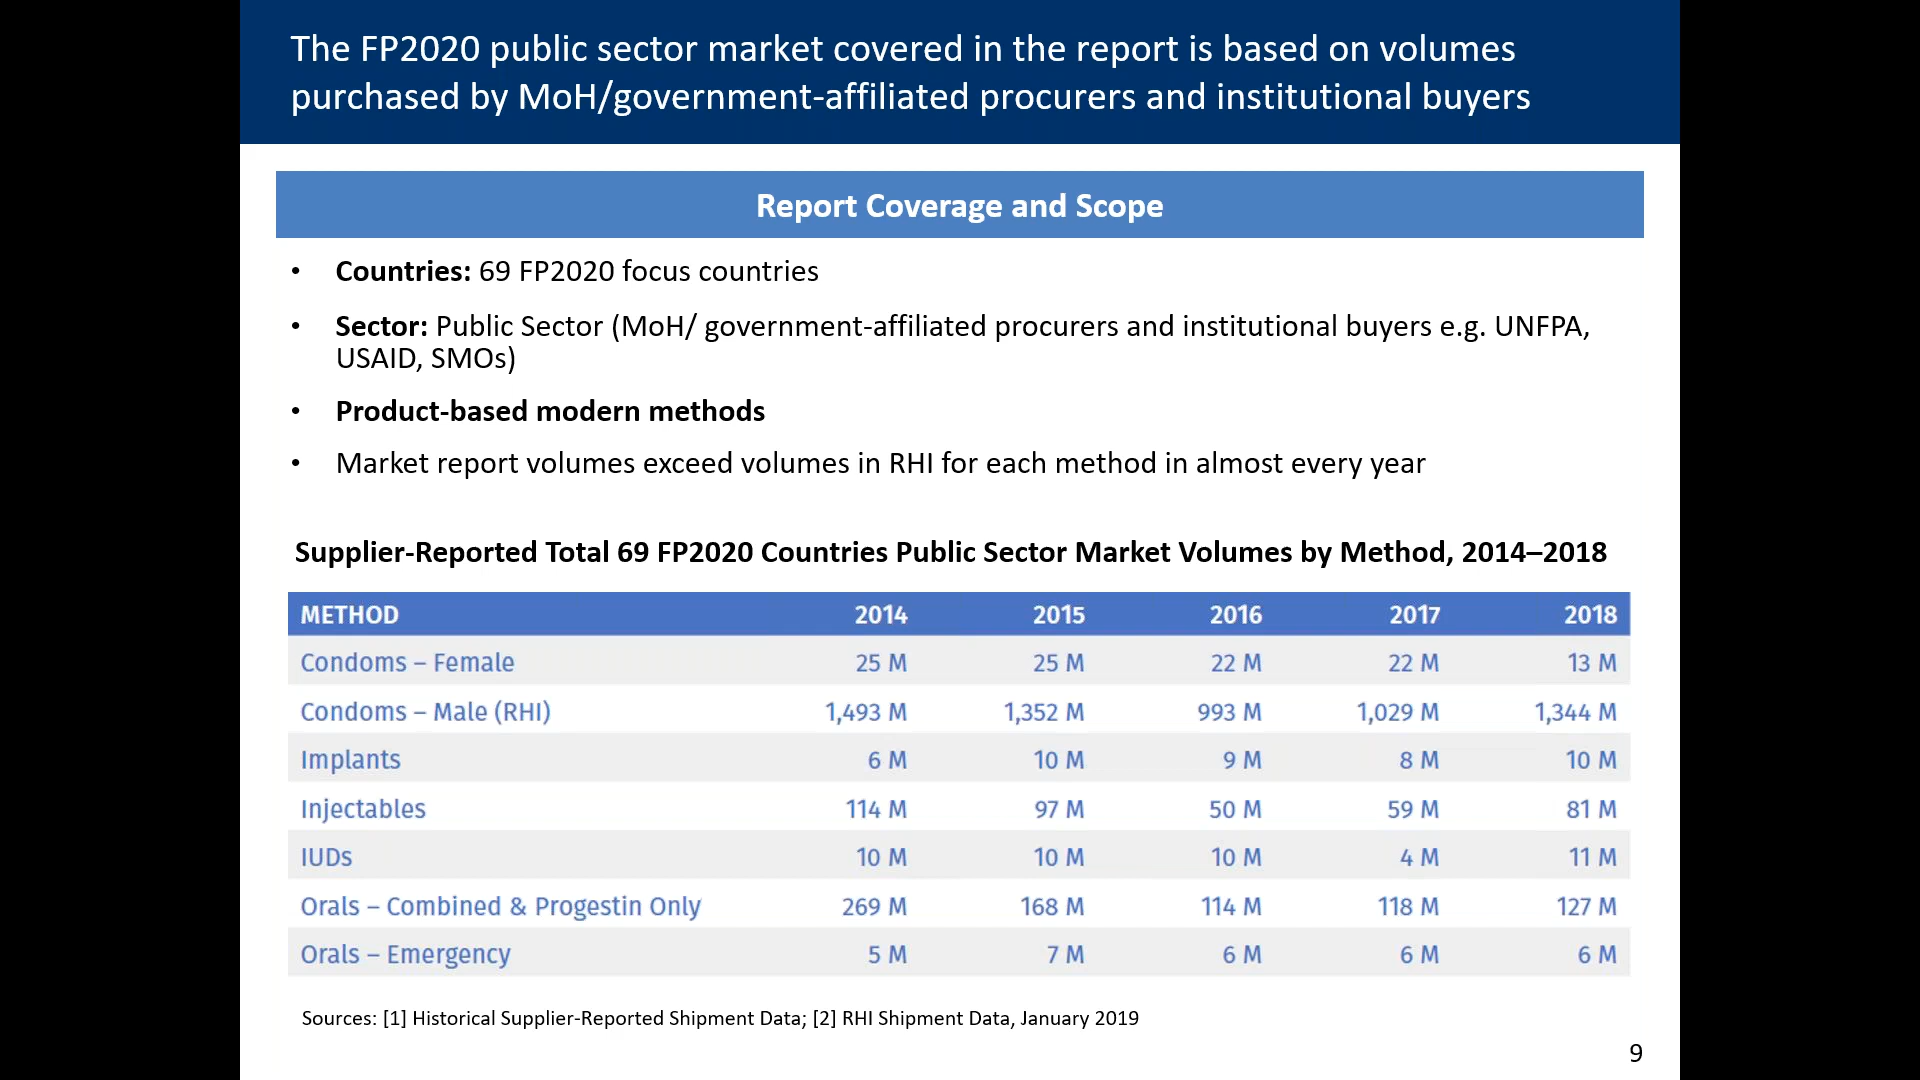 The FP2020 public sector market covered in the report is based on volumes
purchased by MoH/government-affiliated procurers and institutional buyers
Report Coverage and Scope
• Countries: 69 FP2020 focus countries
• Sector: Public Sector (MoH/ government-affiliated procurers and institutional buyers e.g. UNFPA,
USAID, SMOs)
• Product-based modern methods
• Market report volumes exceed volumes in RHI for each method in almost every year
Supplier-Reported Total 69 FP2020 Countries Public Sector Market Volumes by Method, 2014–2018
METHOD 2014 2015 2016 2017 2018
Condoms – Female 25 M 25 M 22 M 22 M 13 M
Condoms – Male (RHI) 1,493 M 1,352 M 993 M 1,029 M 1,344 M
Implants 6 M 10 M 9 M 8 M 10 M
Injectables 114 M 97 M 50 M 59 M 81 M
IUDs 10 M 10 M 10 M 4 M 11 M
Orals – Combined & Progestin Only 269 M 168 M 114 M 118 M 127 M
Orals – Emergency 5 M 7 M 6 M 6 M 6 M
Sources: [1] Historical Supplier-Reported Shipment Data; [2] RHI Shipment Data, January 2019
9